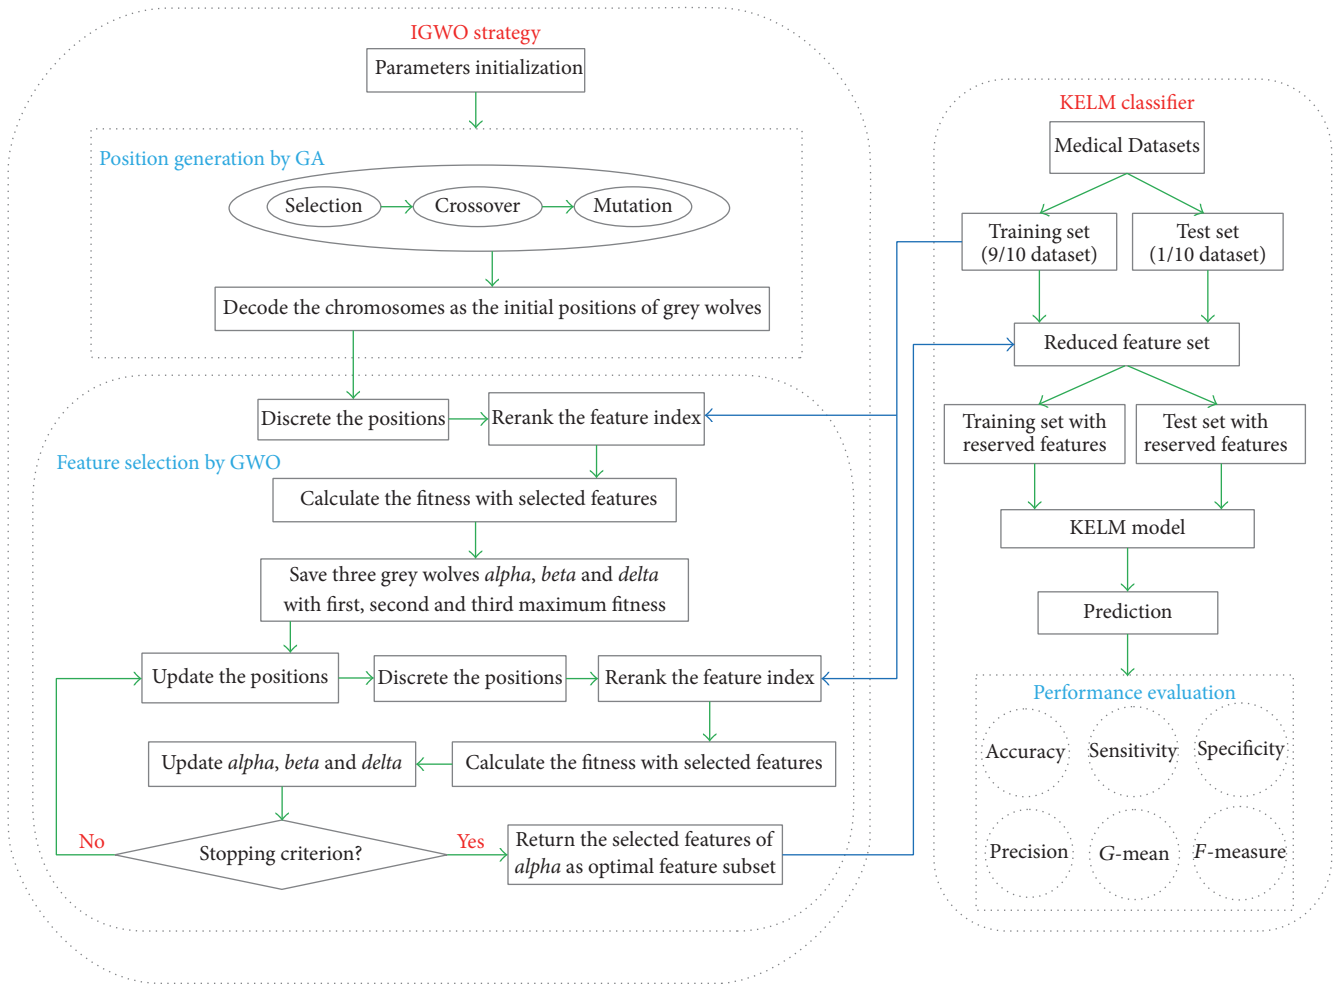 IGWO strategy
Parameters initialization
Position generation by GA
Selection
Crossover
Mutation
Decode the chromosomes as the initial positions of grey wolves
Discrete the positions
Rerank the feature index
Feature selection by GWO
Calculate the fitness with selected features
Save three grey wolves alpha, beta and delta
with first, second and third maximum fitness
Update the positions
Discrete the positions
Rerank the feature index
Update alpha, beta and delta
Calculate the fitness with selected features
No
Stopping criterion?
Yes
Return the selected features of
alpha as optimal feature subset
KELM classifier
Medical Datasets
Training set
(9/10 dataset)
Test set
(1/10 dataset)
Reduced feature set
Training set with
reserved features
Test set with
reserved features
KELM model
Prediction
Performance evaluation
Accuracy
Sensitivity
Specificity
Precision
G-mean
F-measure